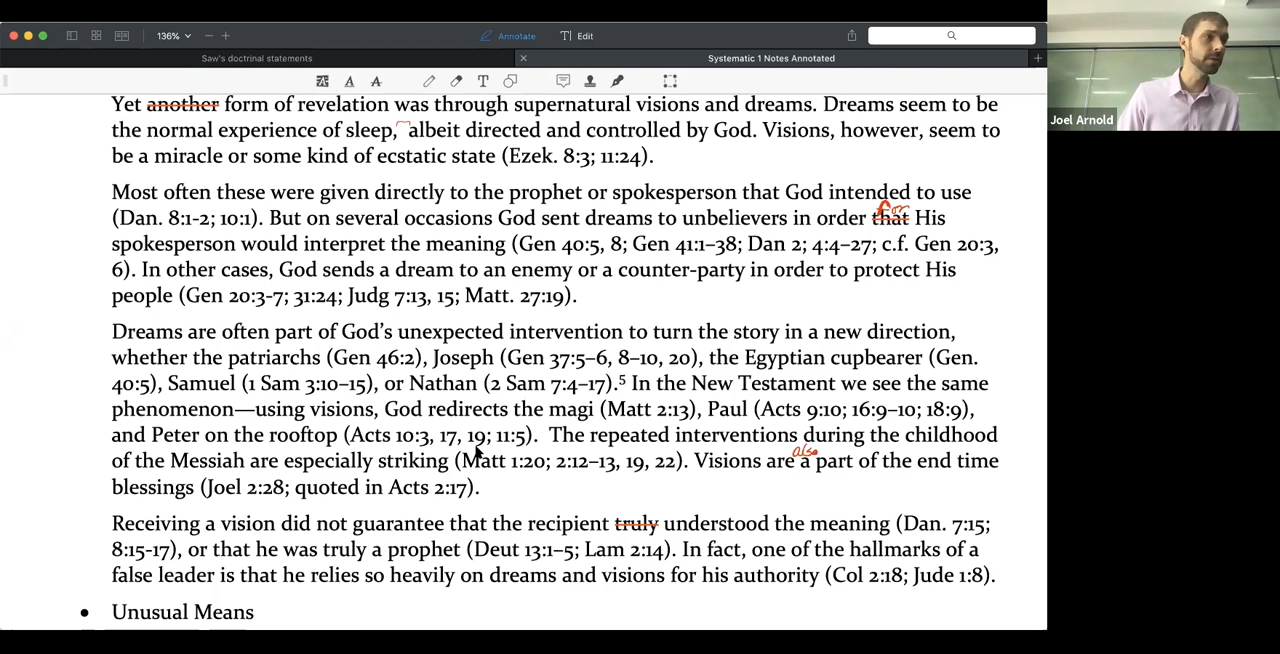 136%
Annotate
Edit
Saw's doctrinal statements
Systematic 1 Notes Annotated
Joel Arnold
Yet another form of revelation was through supernatural visions and dreams. Dreams seem to be
the normal experience of sleep, albeit directed and controlled by God. Visions, however, seem to
be a miracle or some kind of ecstatic state (Ezek. 8:3; 11:24).
Most often these were given directly to the prophet or spokesperson that God intended to use
(Dan. 8:1-2; 10:1). But on several occasions God sent dreams to unbelievers in order that His
for
spokesperson would interpret the meaning (Gen 40:5, 8; Gen 41:1–38; Dan 2; 4:4–27; c.f. Gen 20:3,
6). In other cases, God sends a dream to an enemy or a counter-party in order to protect His
people (Gen 20:3-7; 31:24; Judg 7:13, 15; Matt. 27:19).
Dreams are often part of God's unexpected intervention to turn the story in a new direction,
whether the patriarchs (Gen 46:2), Joseph (Gen 37:5–6, 8–10, 20), the Egyptian cupbearer (Gen.
40:5), Samuel (1 Sam 3:10–15), or Nathan (2 Sam 7:4–17).5 In the New Testament we see the same
phenomenon—using visions, God redirects the magi (Matt 2:13), Paul (Acts 9:10; 16:9–10; 18:9),
and Peter on the rooftop (Acts 10:3, 17, 19; 11:5). The repeated interventions during the childhood
of the Messiah are especially striking (Matt 1:20; 2:12–13, 19, 22). Visions are a part of the end time
also
blessings (Joel 2:28; quoted in Acts 2:17).
Receiving a vision did not guarantee that the recipient truly understood the meaning (Dan. 7:15;
8:15-17), or that he was truly a prophet (Deut 13:1–5; Lam 2:14). In fact, one of the hallmarks of a
false leader is that he relies so heavily on dreams and visions for his authority (Col 2:18; Jude 1:8).
• Unusual Means